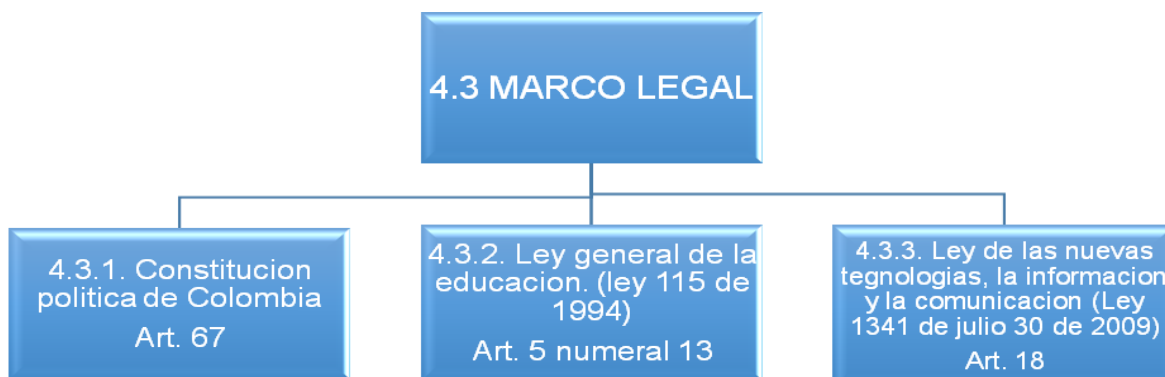 4.3 MARCO LEGAL
4.3.1. Constitucion
politica de Colombia
Art. 67
4.3.2. Ley general de la
educacion. (ley 115 de
1994)
Art. 5 numeral 13
4.3.3. Ley de las nuevas
tegnologias, la informacion
y la comunicacion (Ley
1341 de julio 30 de 2009)
Art. 18